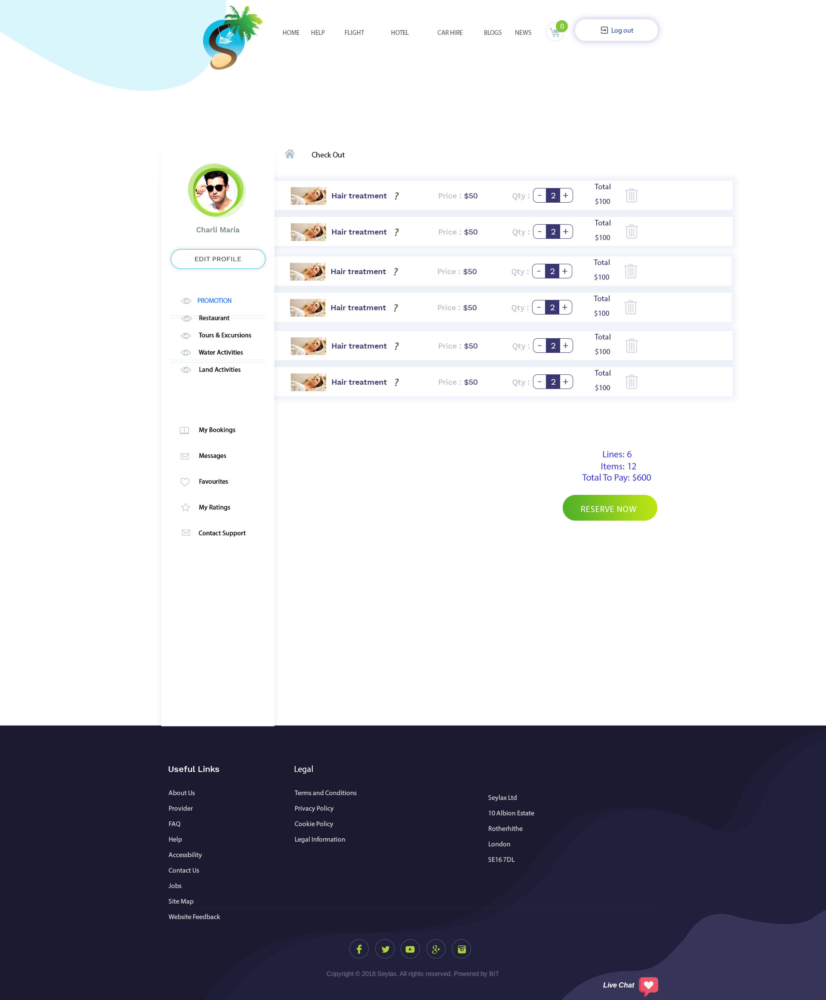 HOME HELP FLIGHT HOTEL CAR HIRE BLOGS NEWS 0 Log out
Check Out
Charli Maria
EDIT PROFILE
PROMOTION
Restaurant
Tours & Excursions
Water Activities
Land Activities
My Bookings
Messages
Favourites
My Ratings
Contact Support
Hair treatment ? Price : $50 Qty : - 2 + Total
$100
Hair treatment ? Price : $50 Qty : - 2 + Total
$100
Hair treatment ? Price : $50 Qty : - 2 + Total
$100
Hair treatment ? Price : $50 Qty : - 2 + Total
$100
Hair treatment ? Price : $50 Qty : - 2 + Total
$100
Hair treatment ? Price : $50 Qty : - 2 + Total
$100
Lines: 6
Items: 12
Total To Pay: $600
RESERVE NOW
Useful Links
About Us
Provider
FAQ
Help
Accessbility
Contact Us
Jobs
Site Map
Website Feedback
Legal
Terms and Conditions
Privacy Policy
Cookie Policy
Legal Information
Seylax Ltd
10 Albion Estate
Rotherhithe
London
SE16 7DL
Copyright © 2018 Seylax. All rights reserved. Powered by BIT
Live Chat